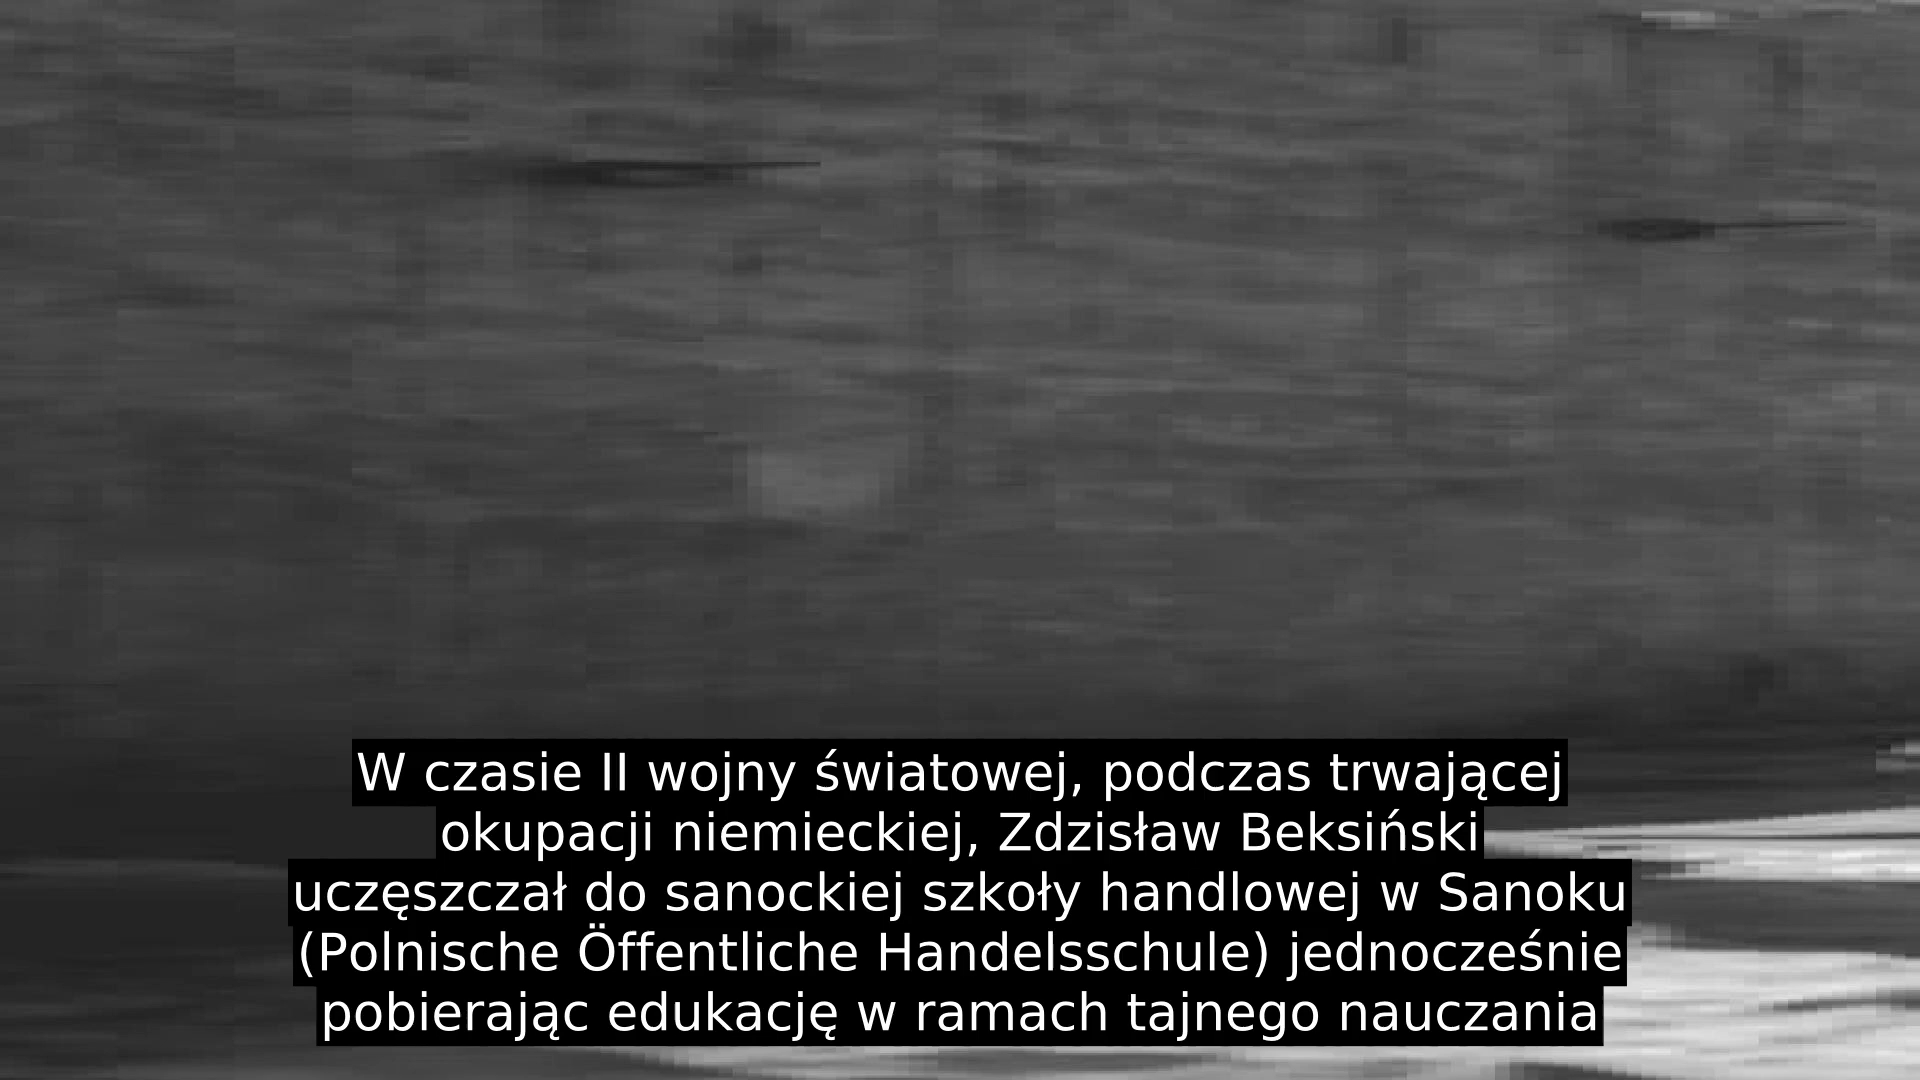 W czasie II wojny światowej, podczas trwającej
okupacji niemieckiej, Zdzisław Beksiński
uczęszczał do sanockiej szkoły handlowej w Sanoku
(Polnische Öffentliche Handelsschule) jednocześnie
pobierając edukację w ramach tajnego nauczania